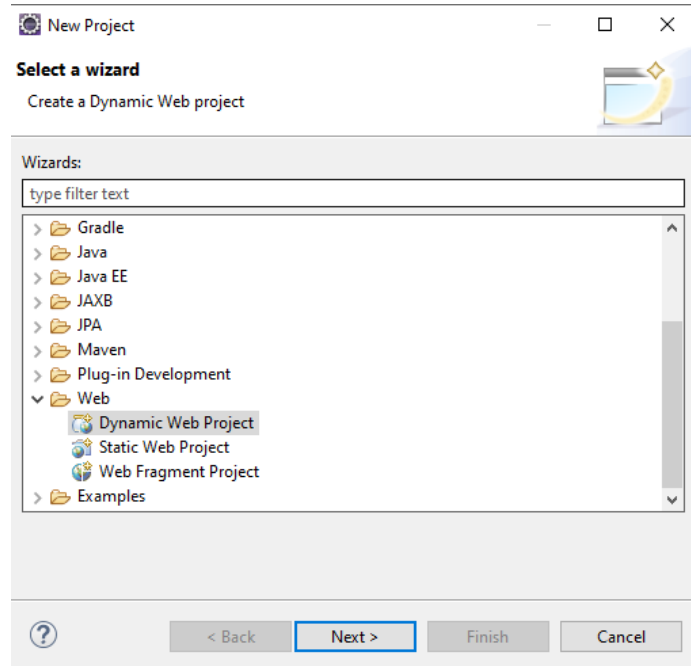 New Project
Select a wizard
Create a Dynamic Web project
Wizards:
type filter text
Gradle
Java
Java EE
JAXB
JPA
Maven
Plug-in Development
Web
Dynamic Web Project
Static Web Project
Web Fragment Project
Examples
?
< Back Next > Finish Cancel